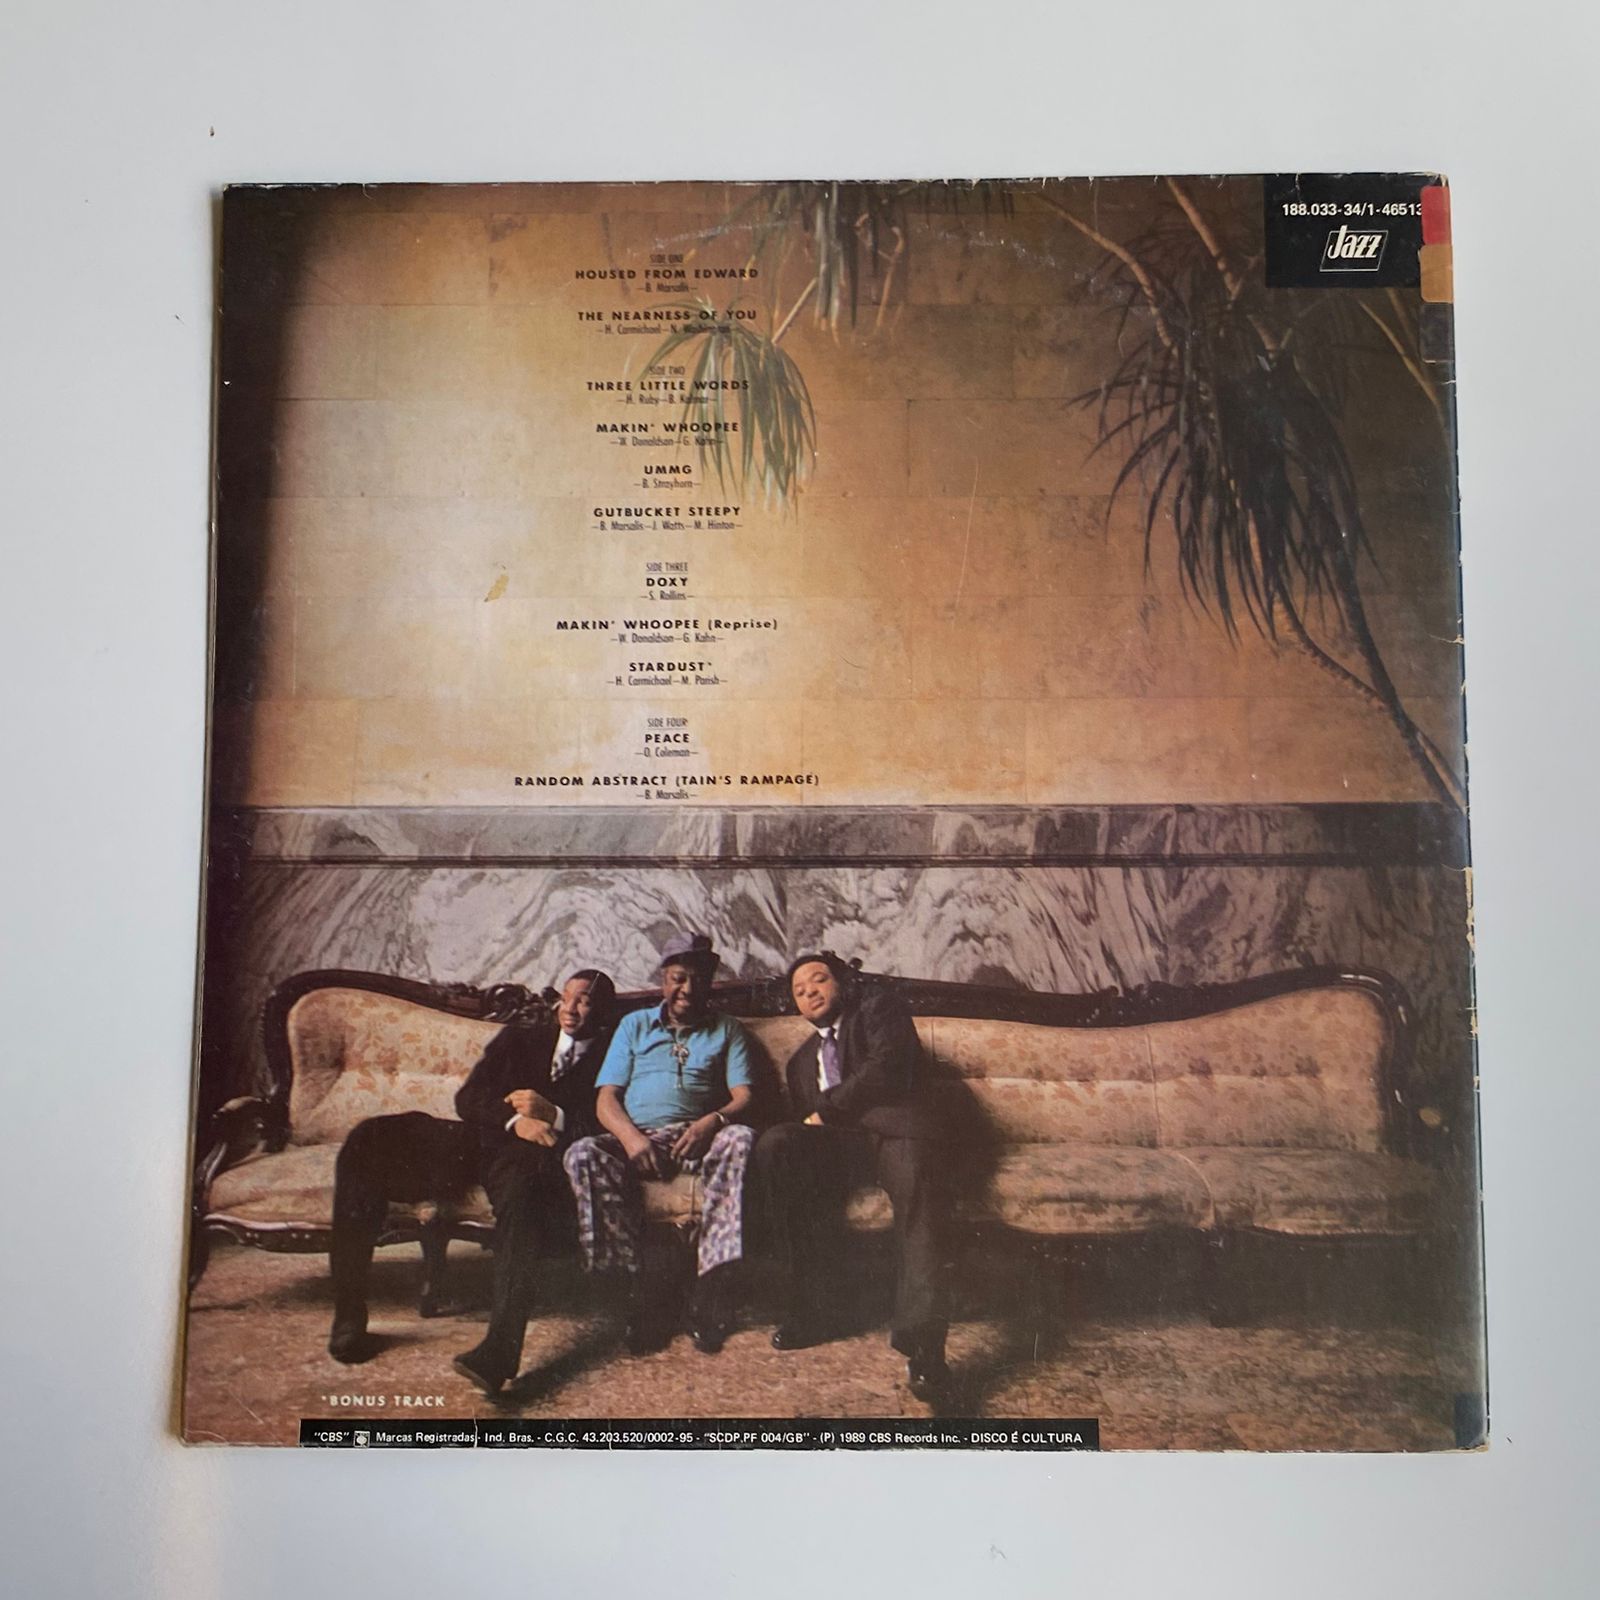 188.033-34/1-46513
Jazz
SIDE ONE
HOUSED FROM EDWARD
—B. Marsalis—
THE NEARNESS OF YOU
—H. Carmichael—N. Washington—
SIDE TWO
THREE LITTLE WORDS
—H. Ruby—B. Kalmar—
MAKIN' WHOOPEE
—W. Donaldson—G. Kahn—
UMMG
—B. Strayhorn—
GUTBUCKET STEEPY
—B. Marsalis—J. Watts—M. Hinton—
SIDE THREE
DOXY
—S. Rollins—
MAKIN' WHOOPEE (Reprise)
—W. Donaldson—G. Kahn—
STARDUST*
—H. Carmichael—M. Parish—
SIDE FOUR
PEACE
—O. Coleman—
RANDOM ABSTRACT (TAIN'S RAMPAGE)
—B. Marsalis—
*BONUS TRACK
"CBS" Marcas Registradas - Ind. Bras. - C.G.C. 43.203.520/0002-95 - "SCDP.PF 004/GB" - (P) 1989 CBS Records Inc. - DISCO É CULTURA